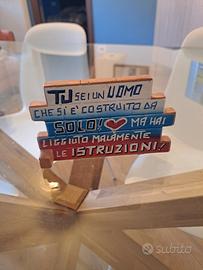 TU SEI UN UOMO
CHE SI E' COSTRUITO DA
SOLO! MA HAI
LEGGIUTO MALAMENTE
LE ISTRUZIONI!
subito